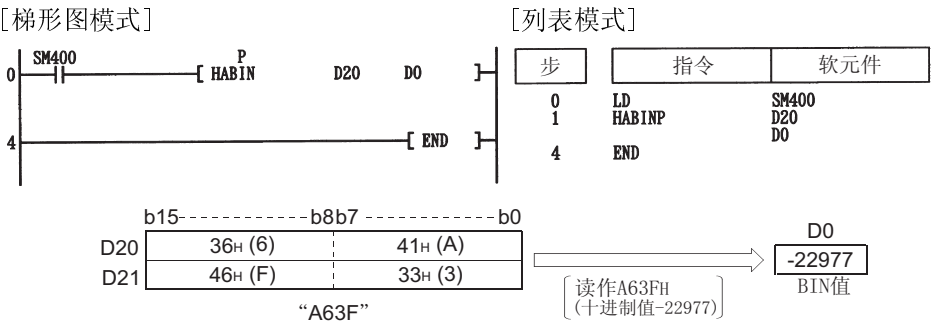 [梯形图模式]
[列表模式]
SM400
P
0
HABIN D20 D0
4
END
步 指令 软元件
0 LD SM400
1 HABINP D20
D0
4 END
b15 b8 b7 b0
D20 36H (6) 41H (A)
D21 46H (F) 33H (3)
“A63F”
读作A63FH
(十进制值-22977)
D0
-22977
BIN值